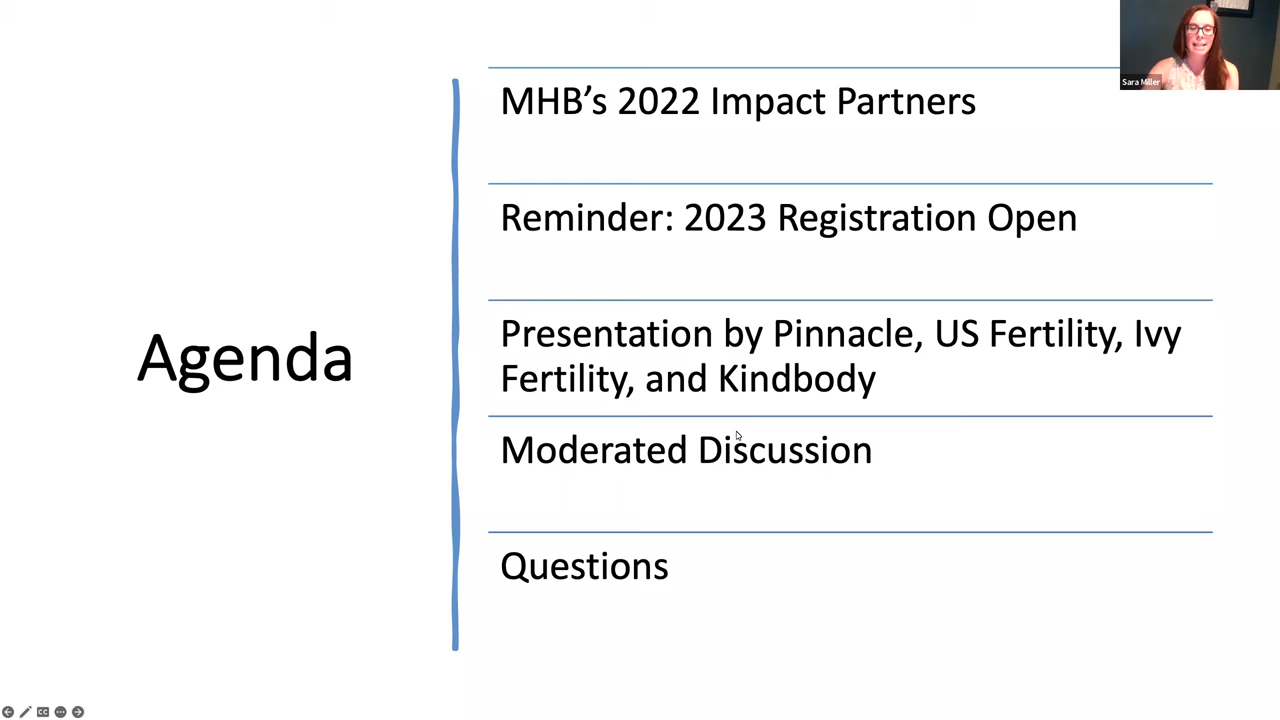 Sara Miller
Agenda
MHB’s 2022 Impact Partners
Reminder: 2023 Registration Open
Presentation by Pinnacle, US Fertility, Ivy
Fertility, and Kindbody
Moderated Discussion
Questions
CC